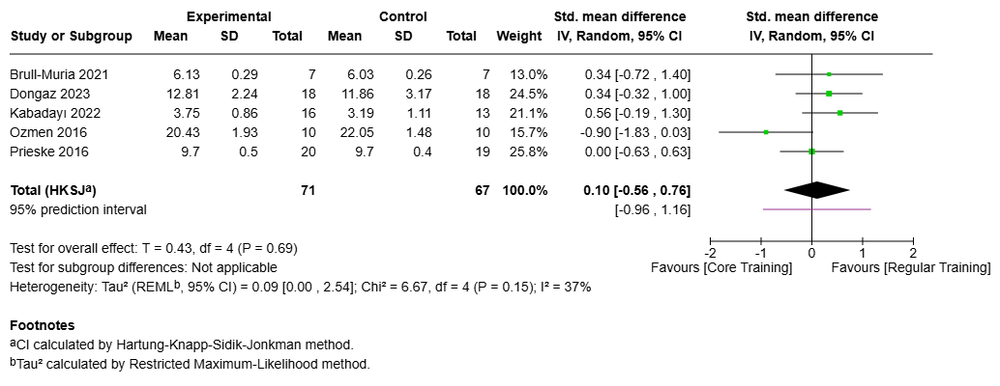 Experimental Control Std. mean difference Std. mean difference
Study or Subgroup Mean SD Total Mean SD Total Weight IV, Random, 95% CI IV, Random, 95% CI
Brull-Muria 2021 6.13 0.29 7 6.03 0.26 7 13.0% 0.34 [-0.72 , 1.40]
Dongaz 2023 12.81 2.24 18 11.86 3.17 18 24.5% 0.34 [-0.32 , 1.00]
Kabadayı 2022 3.75 0.86 16 3.19 1.11 13 21.1% 0.56 [-0.19 , 1.30]
Ozmen 2016 20.43 1.93 10 22.05 1.48 10 15.7% -0.90 [-1.83 , 0.03]
Prieske 2016 9.7 0.5 20 9.7 0.4 19 25.8% 0.00 [-0.63 , 0.63]
Total (HKSJᵃ) 71 67 100.0% 0.10 [-0.56 , 0.76]
95% prediction interval [-0.96 , 1.16]
Test for overall effect: T = 0.43, df = 4 (P = 0.69)
-2 -1 0 1 2
Test for subgroup differences: Not applicable
Favours [Core Training] Favours [Regular Training]
Heterogeneity: Tau² (REMLᵇ, 95% CI) = 0.09 [0.00 , 2.54]; Chi² = 6.67, df = 4 (P = 0.15); I² = 37%
Footnotes
ᵃCI calculated by Hartung-Knapp-Sidik-Jonkman method.
ᵇTau² calculated by Restricted Maximum-Likelihood method.